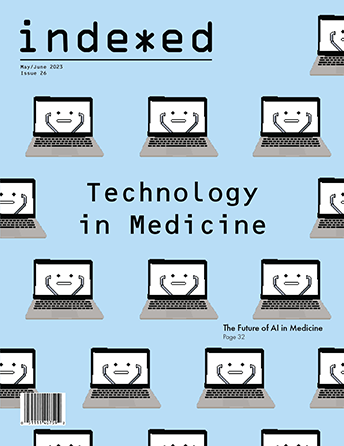 inde*ed
May/June 2023
Issue 26
Technology
in Medicine
The Future of AI in Medicine
Page 32